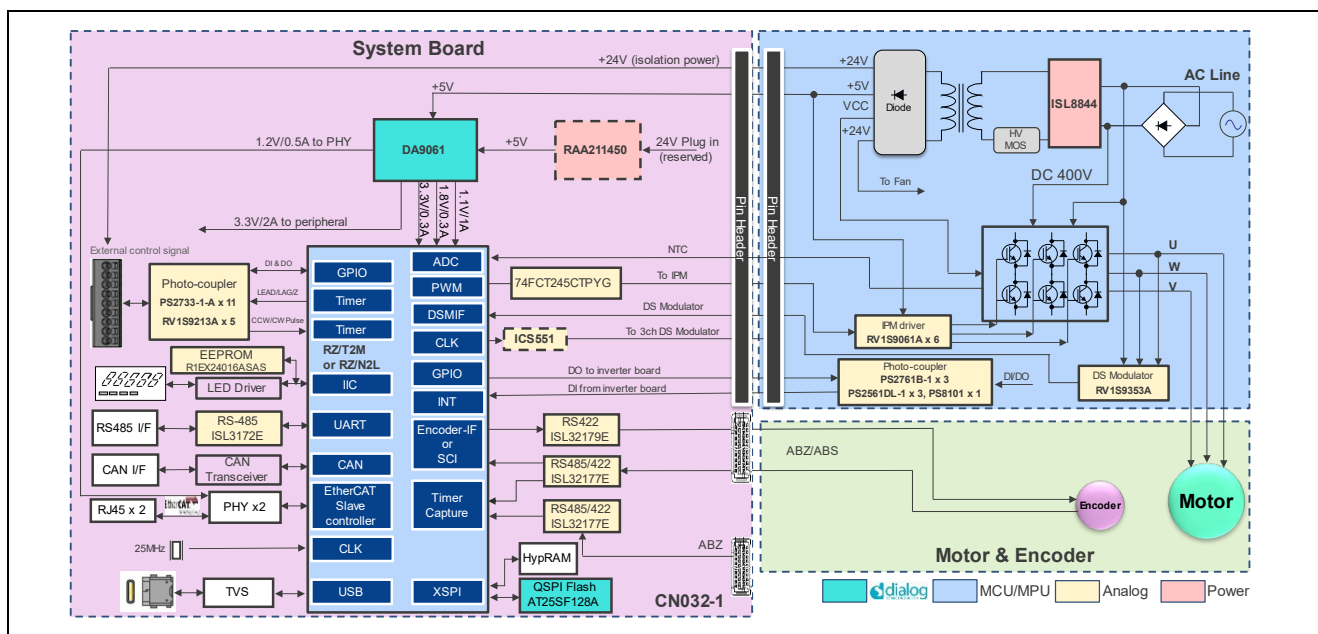 System Board
+24V (isolation power)
+5V
1.2V/0.5A to PHY
DA9061
+5V
RAA211450
24V Plug in
(reserved)
3.3V/0.3A
1.8V/0.3A
1.1V/1A
3.3V/2A to peripheral
External control signal
Photo-coupler
PS2733-1-A x 11
RV1S9213A x 5
DI & DO
LEAD/LAG/Z
CCW/CW Pulse
EEPROM
R1EX24016ASAS
LED Driver
RS485 I/F
RS-485
ISL3172E
CAN I/F
CAN
Transceiver
RJ45 x 2
EtherCAT
PHY x2
25MHz
TVS
GPIO
Timer
Timer
RZ/T2M
or RZ/N2L
IIC
UART
CAN
EtherCAT
Slave
controller
CLK
USB
ADC
PWM
DSMIF
CLK
GPIO
INT
Encoder-IF
or
SCI
Timer
Capture
XSPI
NTC
74FCT245CTPYG
To IPM
DS Modulator
ICS551
To 3ch DS Modulator
DO to inverter board
DI from inverter board
RS422
ISL32179E
RS485/422
ISL32177E
RS485/422
ISL32177E
ABZ
HypRAM
QSPI Flash
AT25SF128A
CN032-1
Pin Header
Pin Header
+24V
+5V
VCC
+24V
Diode
To Fan
HV
MOS
ISL8844
AC Line
DC 400V
U
W
V
IPM driver
RV1S9061A x 6
Photo-coupler
PS2761B-1 x 3
PS2561DL-1 x 3, PS8101 x 1
DI/DO
DS Modulator
RV1S9353A
ABZ/ABS
Encoder
Motor
Motor & Encoder
dialog
MCU/MPU
Analog
Power